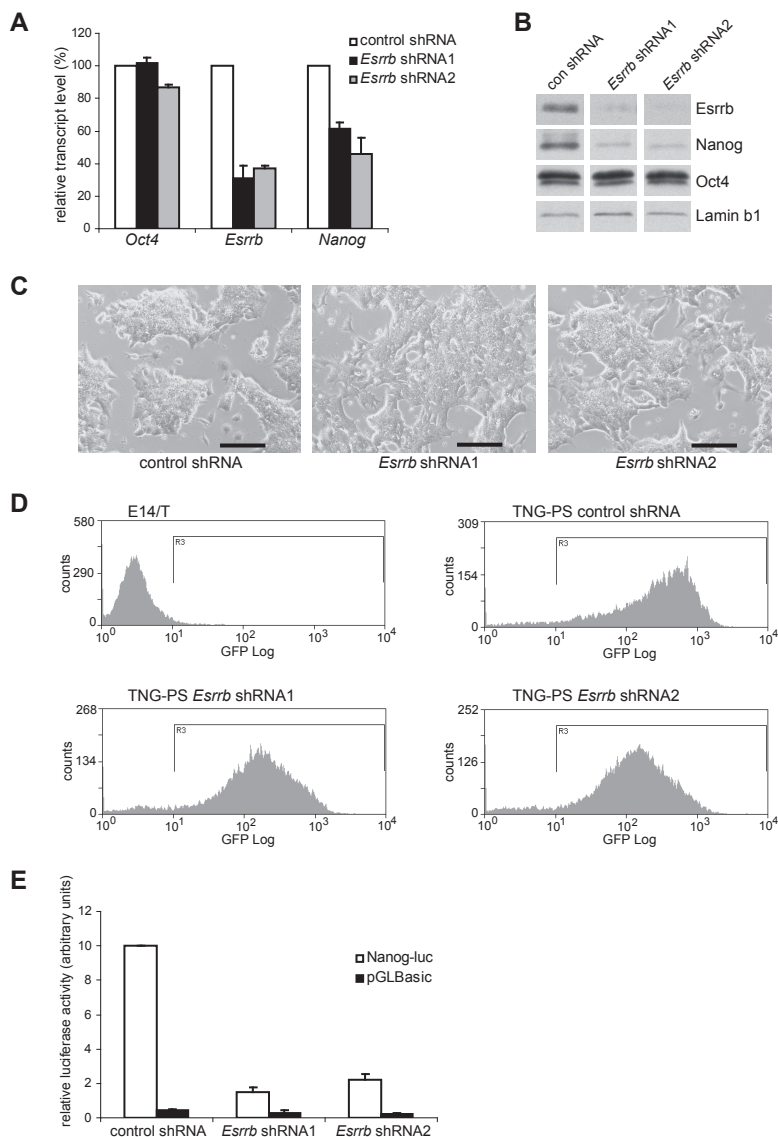 A
relative transcript level (%)
120
100
80
60
40
20
0
control shRNA
Esrrb shRNA1
Esrrb shRNA2
Oct4 Esrrb Nanog
B
con shRNA
Esrrb shRNA1
Esrrb shRNA2
Esrrb
Nanog
Oct4
Lamin b1
C
control shRNA
Esrrb shRNA1
Esrrb shRNA2
D
E14/T
580
290
0
counts
R3
10^0 10^1 10^2 10^3 10^4
GFP Log
TNG-PS control shRNA
309
154
0
counts
R3
10^0 10^1 10^2 10^3 10^4
GFP Log
TNG-PS Esrrb shRNA1
268
134
0
counts
R3
10^0 10^1 10^2 10^3 10^4
GFP Log
TNG-PS Esrrb shRNA2
252
126
0
counts
R3
10^0 10^1 10^2 10^3 10^4
GFP Log
E
relative luciferase activity (arbitrary units)
12
10
8
6
4
2
0
Nanog-luc
pGLBasic
control shRNA Esrrb shRNA1 Esrrb shRNA2